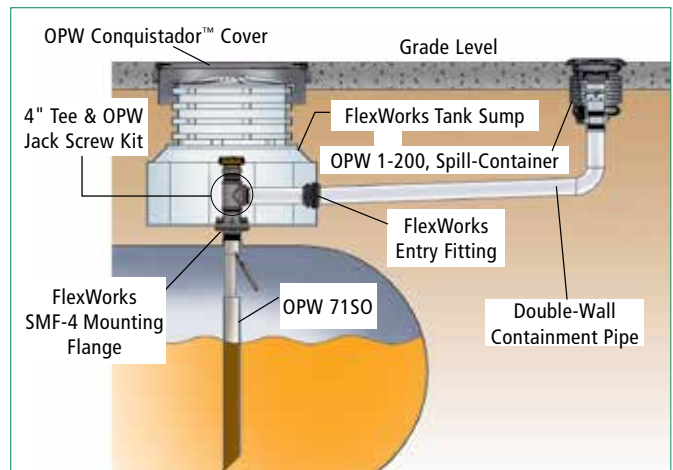 OPW Conquistador™ Cover
Grade Level
4" Tee & OPW
Jack Screw Kit
FlexWorks Tank Sump
OPW 1-200, Spill-Container
FlexWorks
Entry Fitting
FlexWorks
SMF-4 Mounting
Flange
OPW 71SO
Double-Wall
Containment Pipe